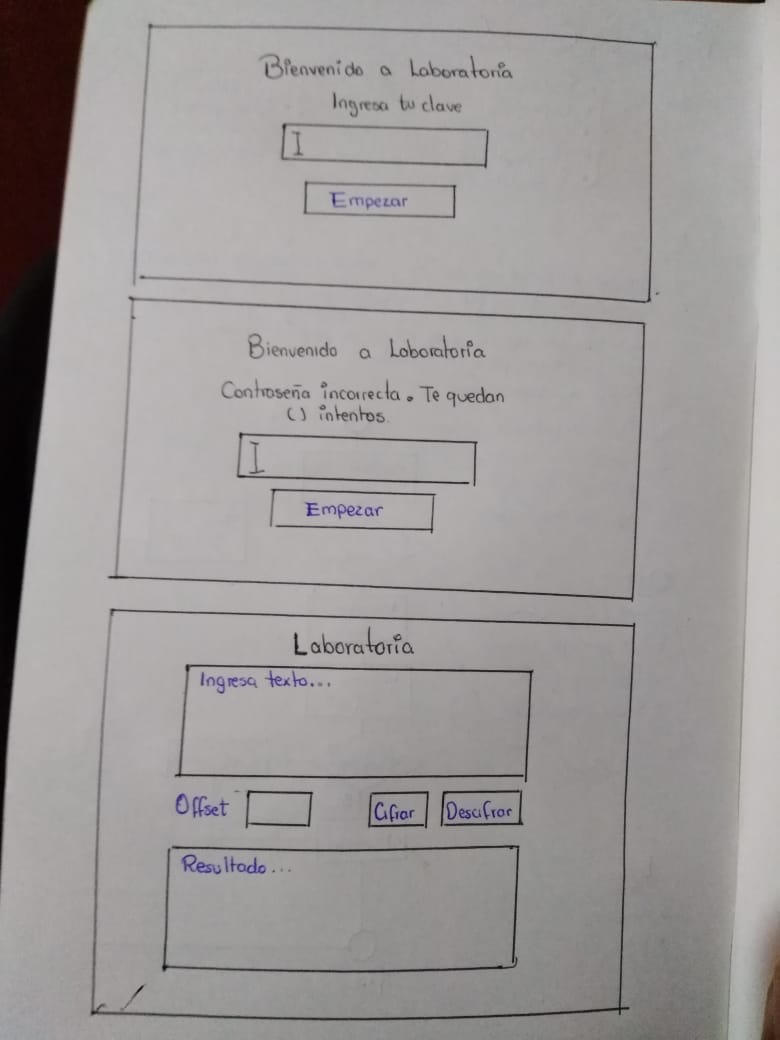 Bienvenido a Laboratoria
Ingresa tu clave
Empezar
Bienvenido a Laboratoria
Contraseña incorrecta. Te quedan
( ) intentos.
Empezar
Laboratoria
Ingresa texto...
Offset Cifrar Descifrar
Resultado...